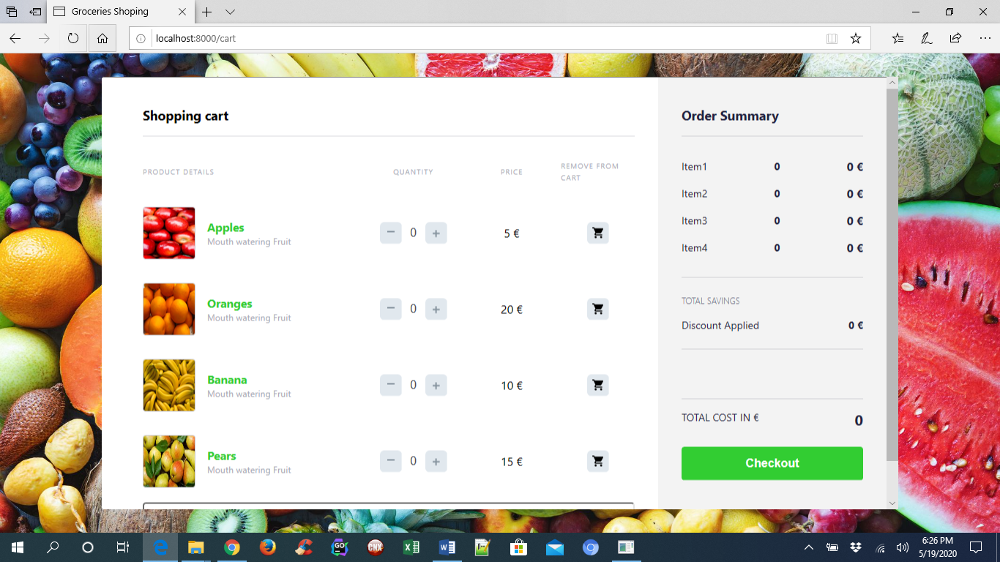 Groceries Shoping
localhost:8000/cart
Shopping cart
PRODUCT DETAILS QUANTITY PRICE REMOVE FROM
CART
Apples
Mouth watering Fruit
− 0 + 5 €
Oranges
Mouth watering Fruit
− 0 + 20 €
Banana
Mouth watering Fruit
− 0 + 10 €
Pears
Mouth watering Fruit
− 0 + 15 €
Order Summary
Item1 0 0 €
Item2 0 0 €
Item3 0 0 €
Item4 0 0 €
TOTAL SAVINGS
Discount Applied 0 €
TOTAL COST IN € 0
Checkout
GO
CNX
6:26 PM
5/19/2020